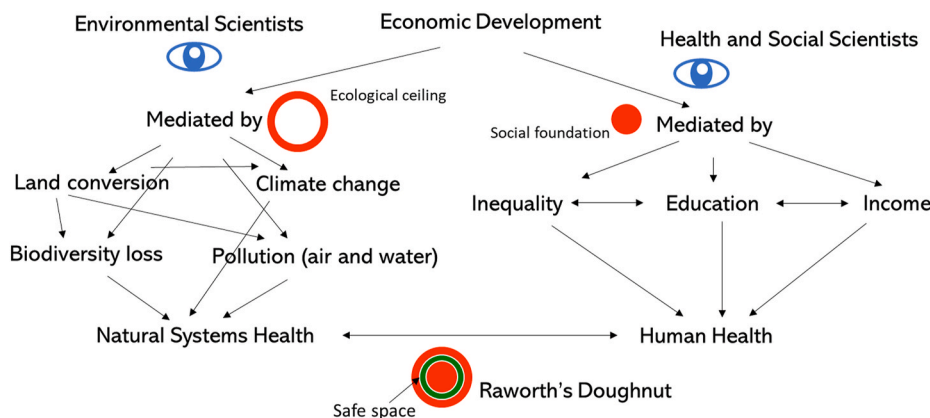 Economic Development
Environmental Scientists
Health and Social Scientists
Ecological ceiling
Mediated by
Social foundation
Mediated by
Land conversion
Climate change
Inequality
Education
Income
Biodiversity loss
Pollution (air and water)
Natural Systems Health
Human Health
Raworth's Doughnut
Safe space